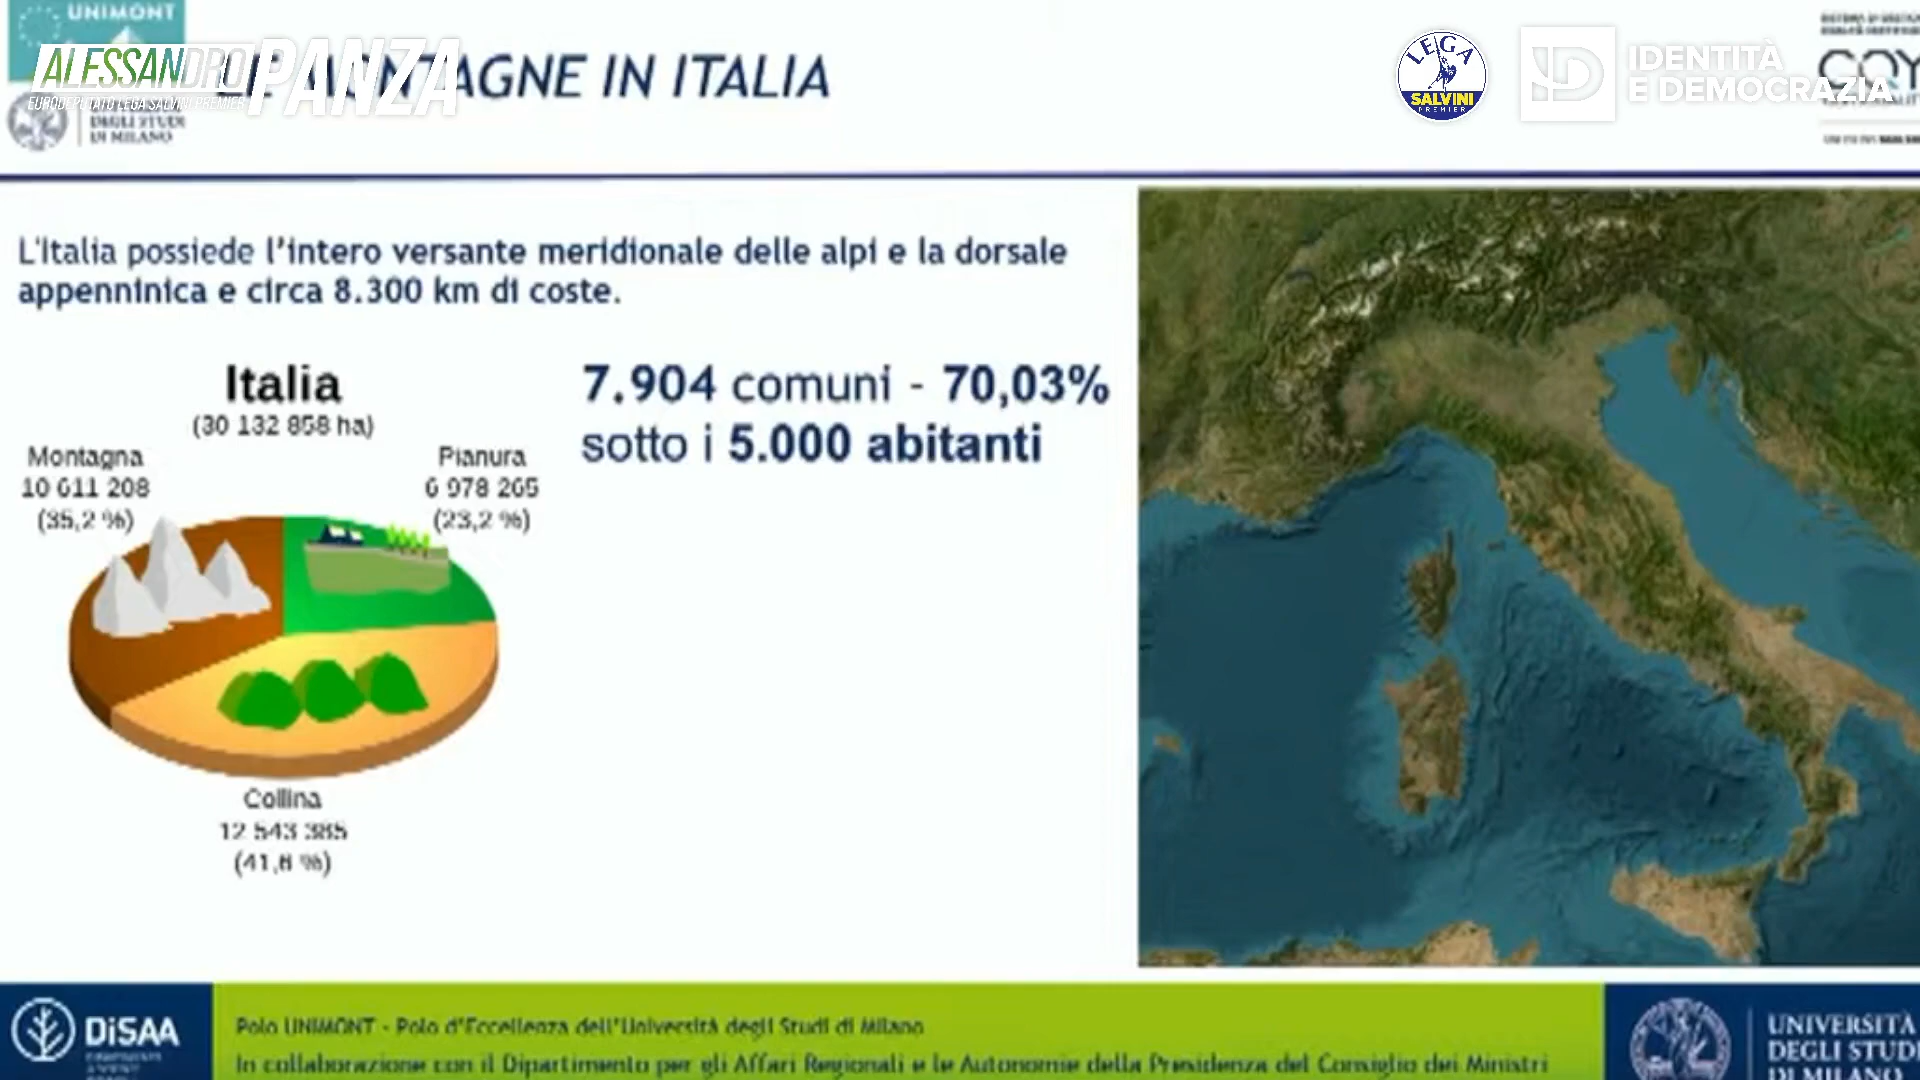 UNIMONT
ALESSANDRO PANZA
EURODEPUTATO LEGA SALVINI PREMIER
LE MONTAGNE IN ITALIA
DEGLI STUDI
DI MILANO
LEGA
SALVINI
PREMIER
ID
IDENTITÀ
E DEMOCRAZIA
L'Italia possiede l'intero versante meridionale delle alpi e la dorsale
appenninica e circa 8.300 km di coste.
Italia
(30 132 858 ha)
Montagna
10 611 208
(35,2 %)
Pianura
6 978 265
(23,2 %)
Collina
12 543 385
(41,6 %)
7.904 comuni - 70,03%
sotto i 5.000 abitanti
DiSAA
Polo UNIMONT - Polo d'Eccellenza dell'Università degli Studi di Milano
In collaborazione con il Dipartimento per gli Affari Regionali e le Autonomie della Presidenza del Consiglio dei Ministri
UNIVERSITÀ
DEGLI STUDI
DI MILANO